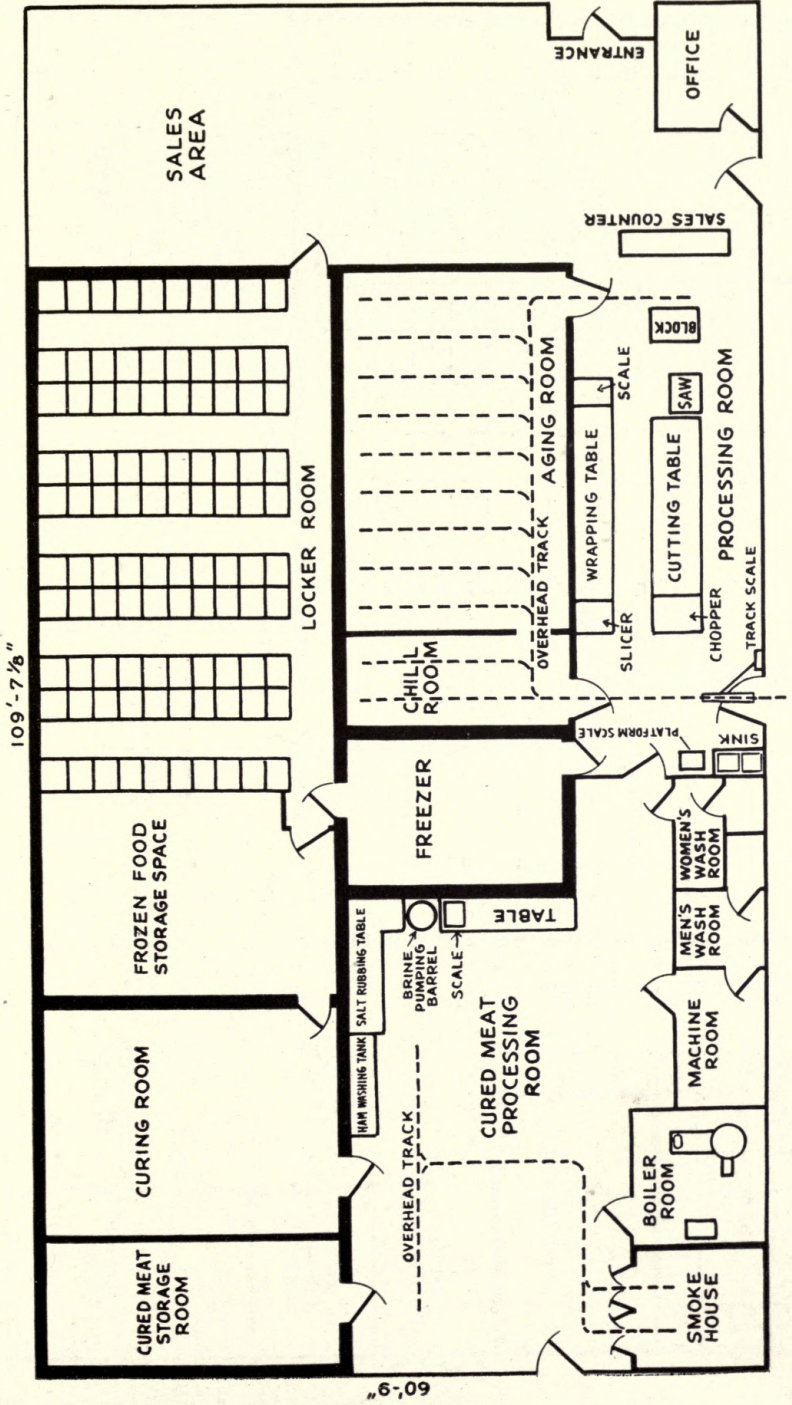 109'-7⅛"
60'-9"
CURED MEAT
STORAGE
ROOM
CURING ROOM
FROZEN FOOD
STORAGE SPACE
LOCKER ROOM
SALES
AREA
HAM WASHING TANK
SALT RUBBING TABLE
BRINE
PUMPING
BARREL
SCALE
TABLE
FREEZER
CHILL
ROOM
OVERHEAD TRACK
AGING ROOM
OVERHEAD TRACK
CURED MEAT
PROCESSING
ROOM
PLATFORM SCALE
SLICER
WRAPPING TABLE
SCALE
CHOPPER
CUTTING TABLE
SAW
BLOCK
SALES COUNTER
PROCESSING ROOM
TRACK SCALE
SINK
ENTRANCE
OFFICE
SMOKE
HOUSE
BOILER
ROOM
MACHINE
ROOM
MEN'S
WASH
ROOM
WOMEN'S
WASH
ROOM